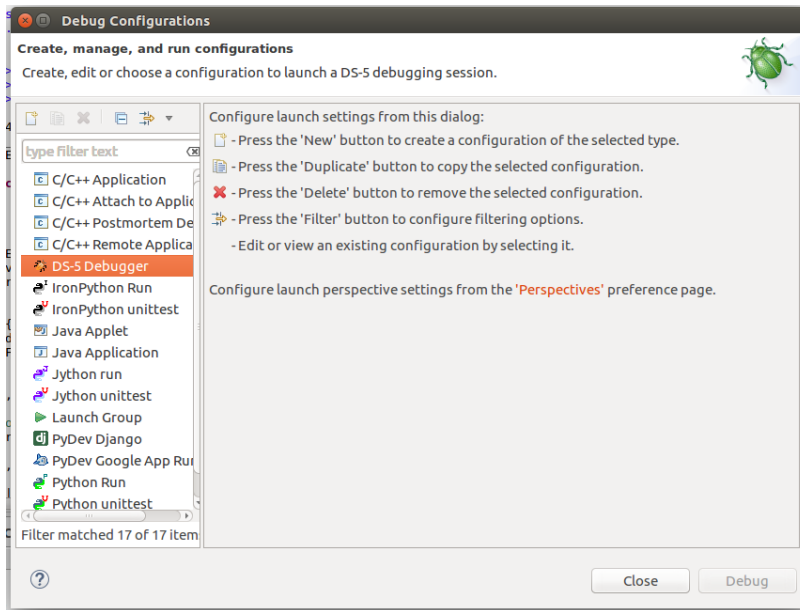 Debug Configurations
Create, manage, and run configurations
Create, edit or choose a configuration to launch a DS-5 debugging session.
type filter text
C/C++ Application
C/C++ Attach to Applic
C/C++ Postmortem De
C/C++ Remote Applica
DS-5 Debugger
IronPython Run
IronPython unittest
Java Applet
Java Application
Jython run
Jython unittest
Launch Group
PyDev Django
PyDev Google App Ru
Python Run
Python unittest
Filter matched 17 of 17 item
Configure launch settings from this dialog:
- Press the 'New' button to create a configuration of the selected type.
- Press the 'Duplicate' button to copy the selected configuration.
- Press the 'Delete' button to remove the selected configuration.
- Press the 'Filter' button to configure filtering options.
- Edit or view an existing configuration by selecting it.
Configure launch perspective settings from the 'Perspectives' preference page.
Close
Debug